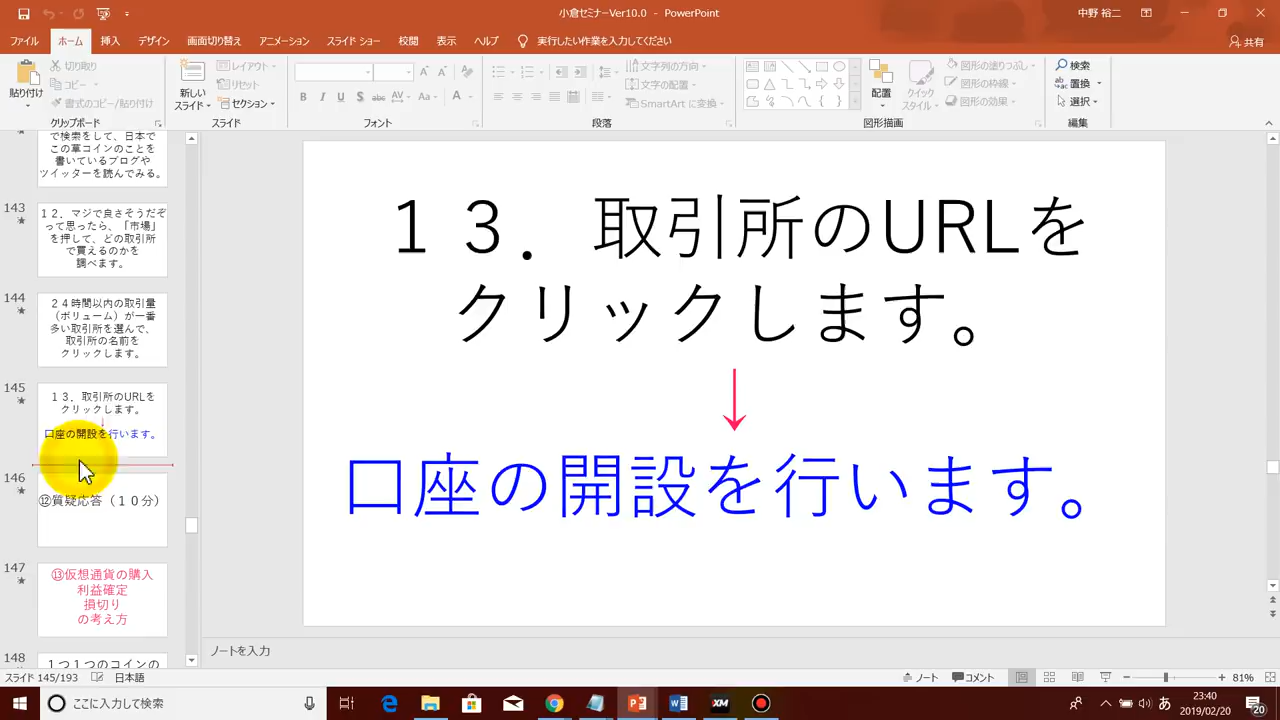 小倉セミナーVer10.0 - PowerPoint
中野 裕二
ファイル ホーム 挿入 デザイン 画面切り替え アニメーション スライド ショー 校閲 表示 ヘルプ 実行したい作業を入力してください 共有
貼り付け
切り取り
コピー
書式のコピー/貼り付け
クリップボード
新しい
スライド
レイアウト
リセット
セクション
スライド
フォント
文字列の方向
文字の配置
SmartArt に変換
段落
配置
クイック
スタイル
図形の塗りつぶし
図形の枠線
図形の効果
図形描画
検索
置換
選択
編集
で検索をして、日本で
この草コインのことを
書いているブログや
ツイッターを読んでみる。
143
１２．マジで良さそうだぞ
って思ったら、「市場」
を押して、どの取引所
で買えるのかを
調べます。
144
２４時間以内の取引量
（ボリューム）が一番
多い取引所を選んで、
取引所の名前を
クリックします。
145
１３．取引所のURLを
クリックします。
↓
口座の開設を行います。
146
⑫質疑応答（１０分）
147
⑬仮想通貨の購入
利益確定
損切り
の考え方
148
１つ１つのコインの
１３．取引所のURLを
クリックします。
↓
口座の開設を行います。
ノートを入力
スライド 145/193 日本語 ノート コメント 81%
ここに入力して検索
23:40
2019/02/20
20